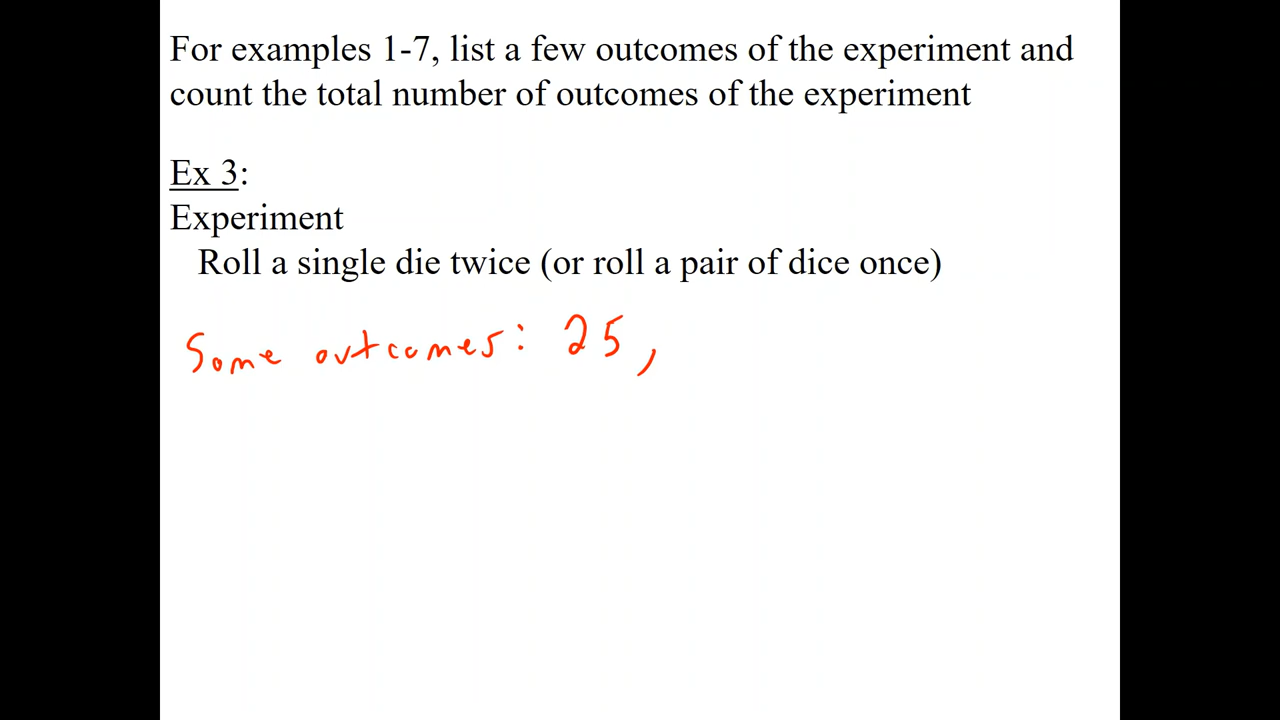 For examples 1-7, list a few outcomes of the experiment and
count the total number of outcomes of the experiment
Ex 3:
Experiment
Roll a single die twice (or roll a pair of dice once)
Some outcomes: 25,